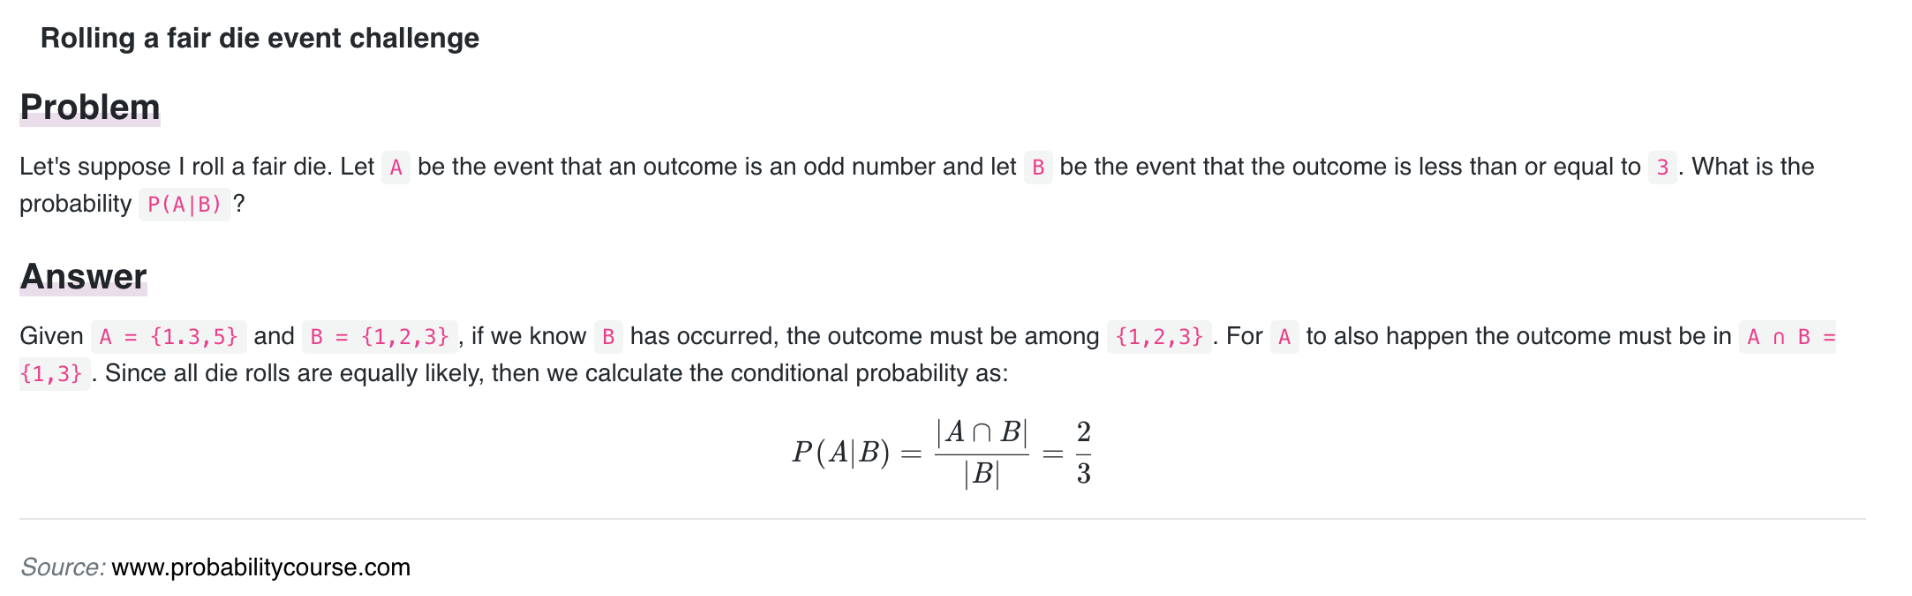 Rolling a fair die event challenge
Problem
Let's suppose I roll a fair die. Let A be the event that an outcome is an odd number and let B be the event that the outcome is less than or equal to 3 . What is the
probability P(A|B) ?
Answer
Given A = {1.3,5} and B = {1,2,3} , if we know B has occurred, the outcome must be among {1,2,3} . For A to also happen the outcome must be in A ∩ B =
{1,3} . Since all die rolls are equally likely, then we calculate the conditional probability as:
P(A|B) = |A ∩ B| / |B| = 2 / 3
Source: www.probabilitycourse.com